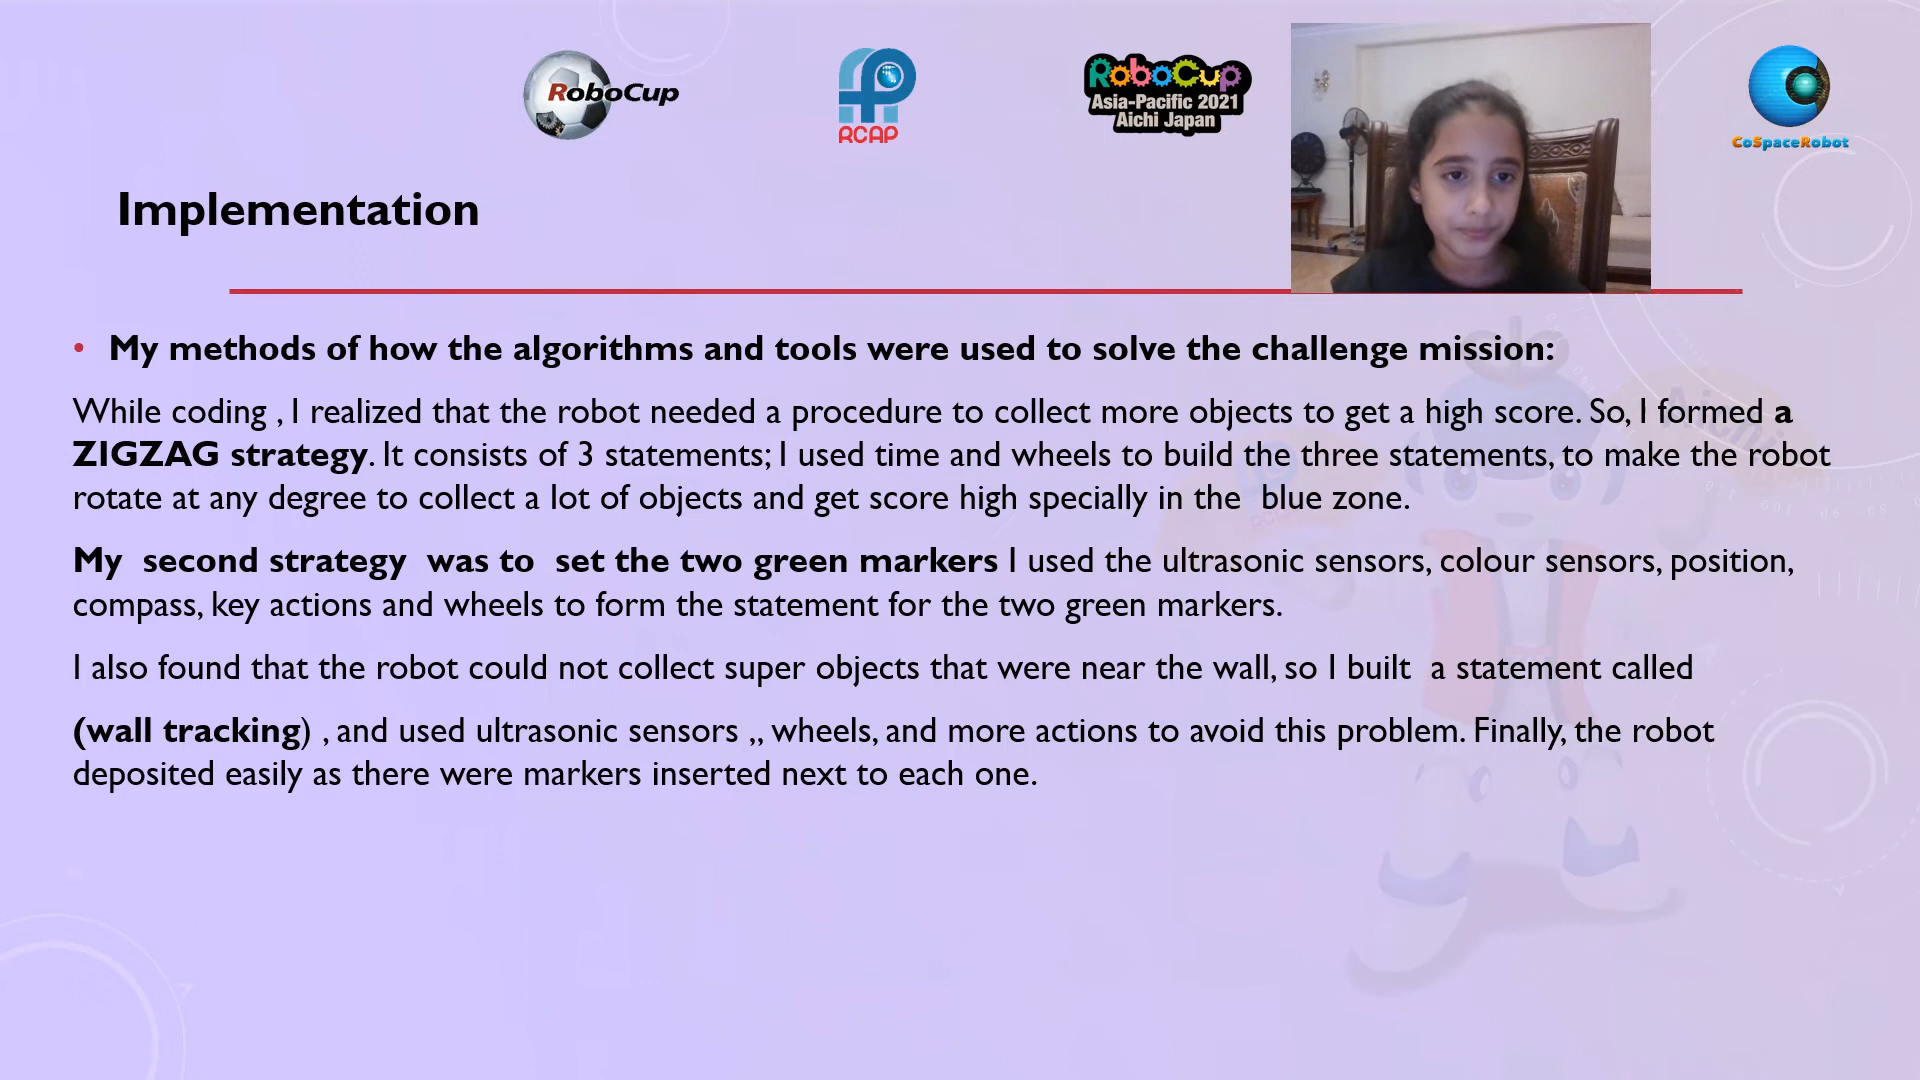 RoboCup
RCAP
RoboCup
Asia-Pacific 2021
Aichi Japan
CoSpaceRobot
Implementation
• My methods of how the algorithms and tools were used to solve the challenge mission:
While coding , I realized that the robot needed a procedure to collect more objects to get a high score. So, I formed a
ZIGZAG strategy. It consists of 3 statements; I used time and wheels to build the three statements, to make the robot
rotate at any degree to collect a lot of objects and get score high specially in the  blue zone.
My  second strategy  was to  set the two green markers I used the ultrasonic sensors, colour sensors, position,
compass, key actions and wheels to form the statement for the two green markers.
I also found that the robot could not collect super objects that were near the wall, so I built  a statement called
(wall tracking) , and used ultrasonic sensors ,, wheels, and more actions to avoid this problem. Finally, the robot
deposited easily as there were markers inserted next to each one.